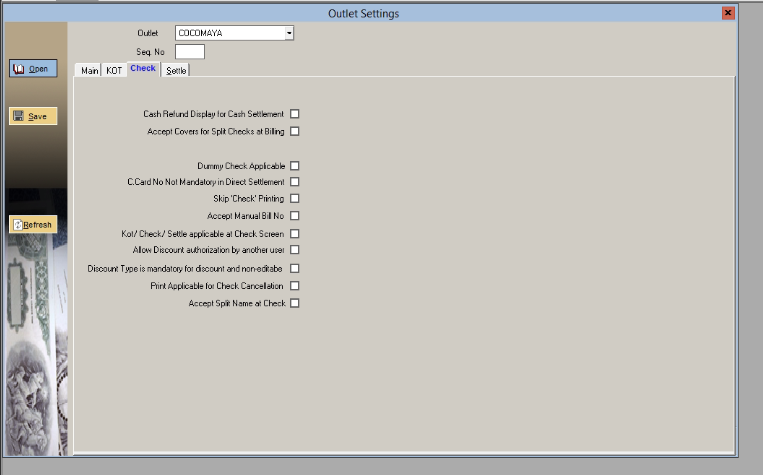 Outlet Settings
Outlet COCOMAYA
Seq. No
Open
Save
Refresh
Main KOT Check Settle
Cash Refund Display for Cash Settlement
Accept Covers for Split Checks at Billing
Dummy Check Applicable
C.Card No Not Mandatory in Direct Settlement
Skip 'Check' Printing
Accept Manual Bill No
Kot/ Check/ Settle applicable at Check Screen
Allow Discount authorization by another user
Discount Type is mandatory for discount and non-editabe
Print Applicable for Check Cancellation
Accept Split Name at Check